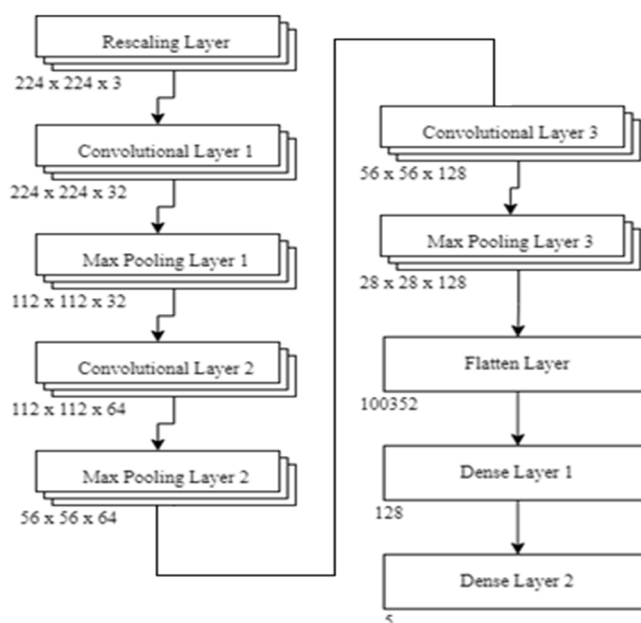 Rescaling Layer
224 x 224 x 3
Convolutional Layer 1
224 x 224 x 32
Max Pooling Layer 1
112 x 112 x 32
Convolutional Layer 2
112 x 112 x 64
Max Pooling Layer 2
56 x 56 x 64
Convolutional Layer 3
56 x 56 x 128
Max Pooling Layer 3
28 x 28 x 128
Flatten Layer
100352
Dense Layer 1
128
Dense Layer 2
5